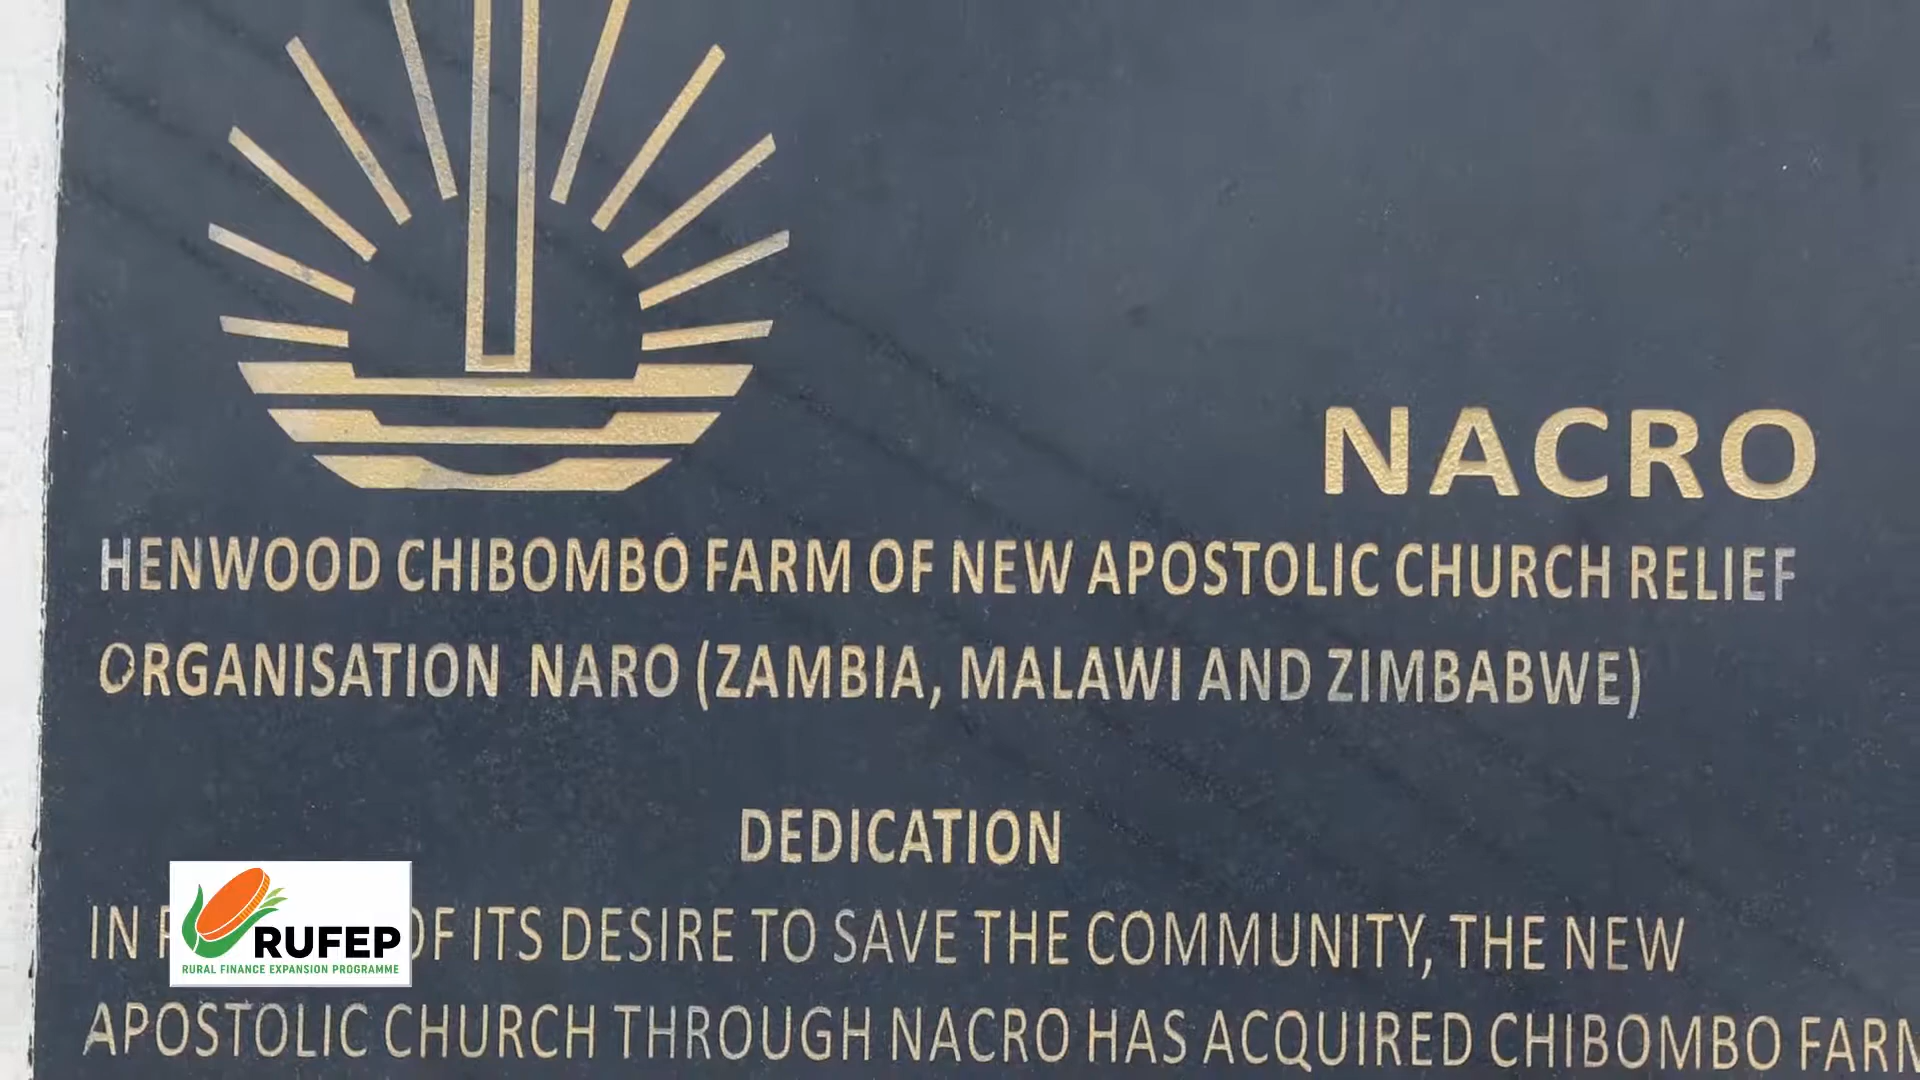 NACRO
HENWOOD CHIBOMBO FARM OF NEW APOSTOLIC CHURCH RELIEF
ORGANISATION NARO (ZAMBIA, MALAWI AND ZIMBABWE)
DEDICATION
IN OF ITS DESIRE TO SAVE THE COMMUNITY, THE NEW
APOSTOLIC CHURCH THROUGH NACRO HAS ACQUIRED CHIBOMBO FARM
RUFEP
RURAL FINANCE EXPANSION PROGRAMME